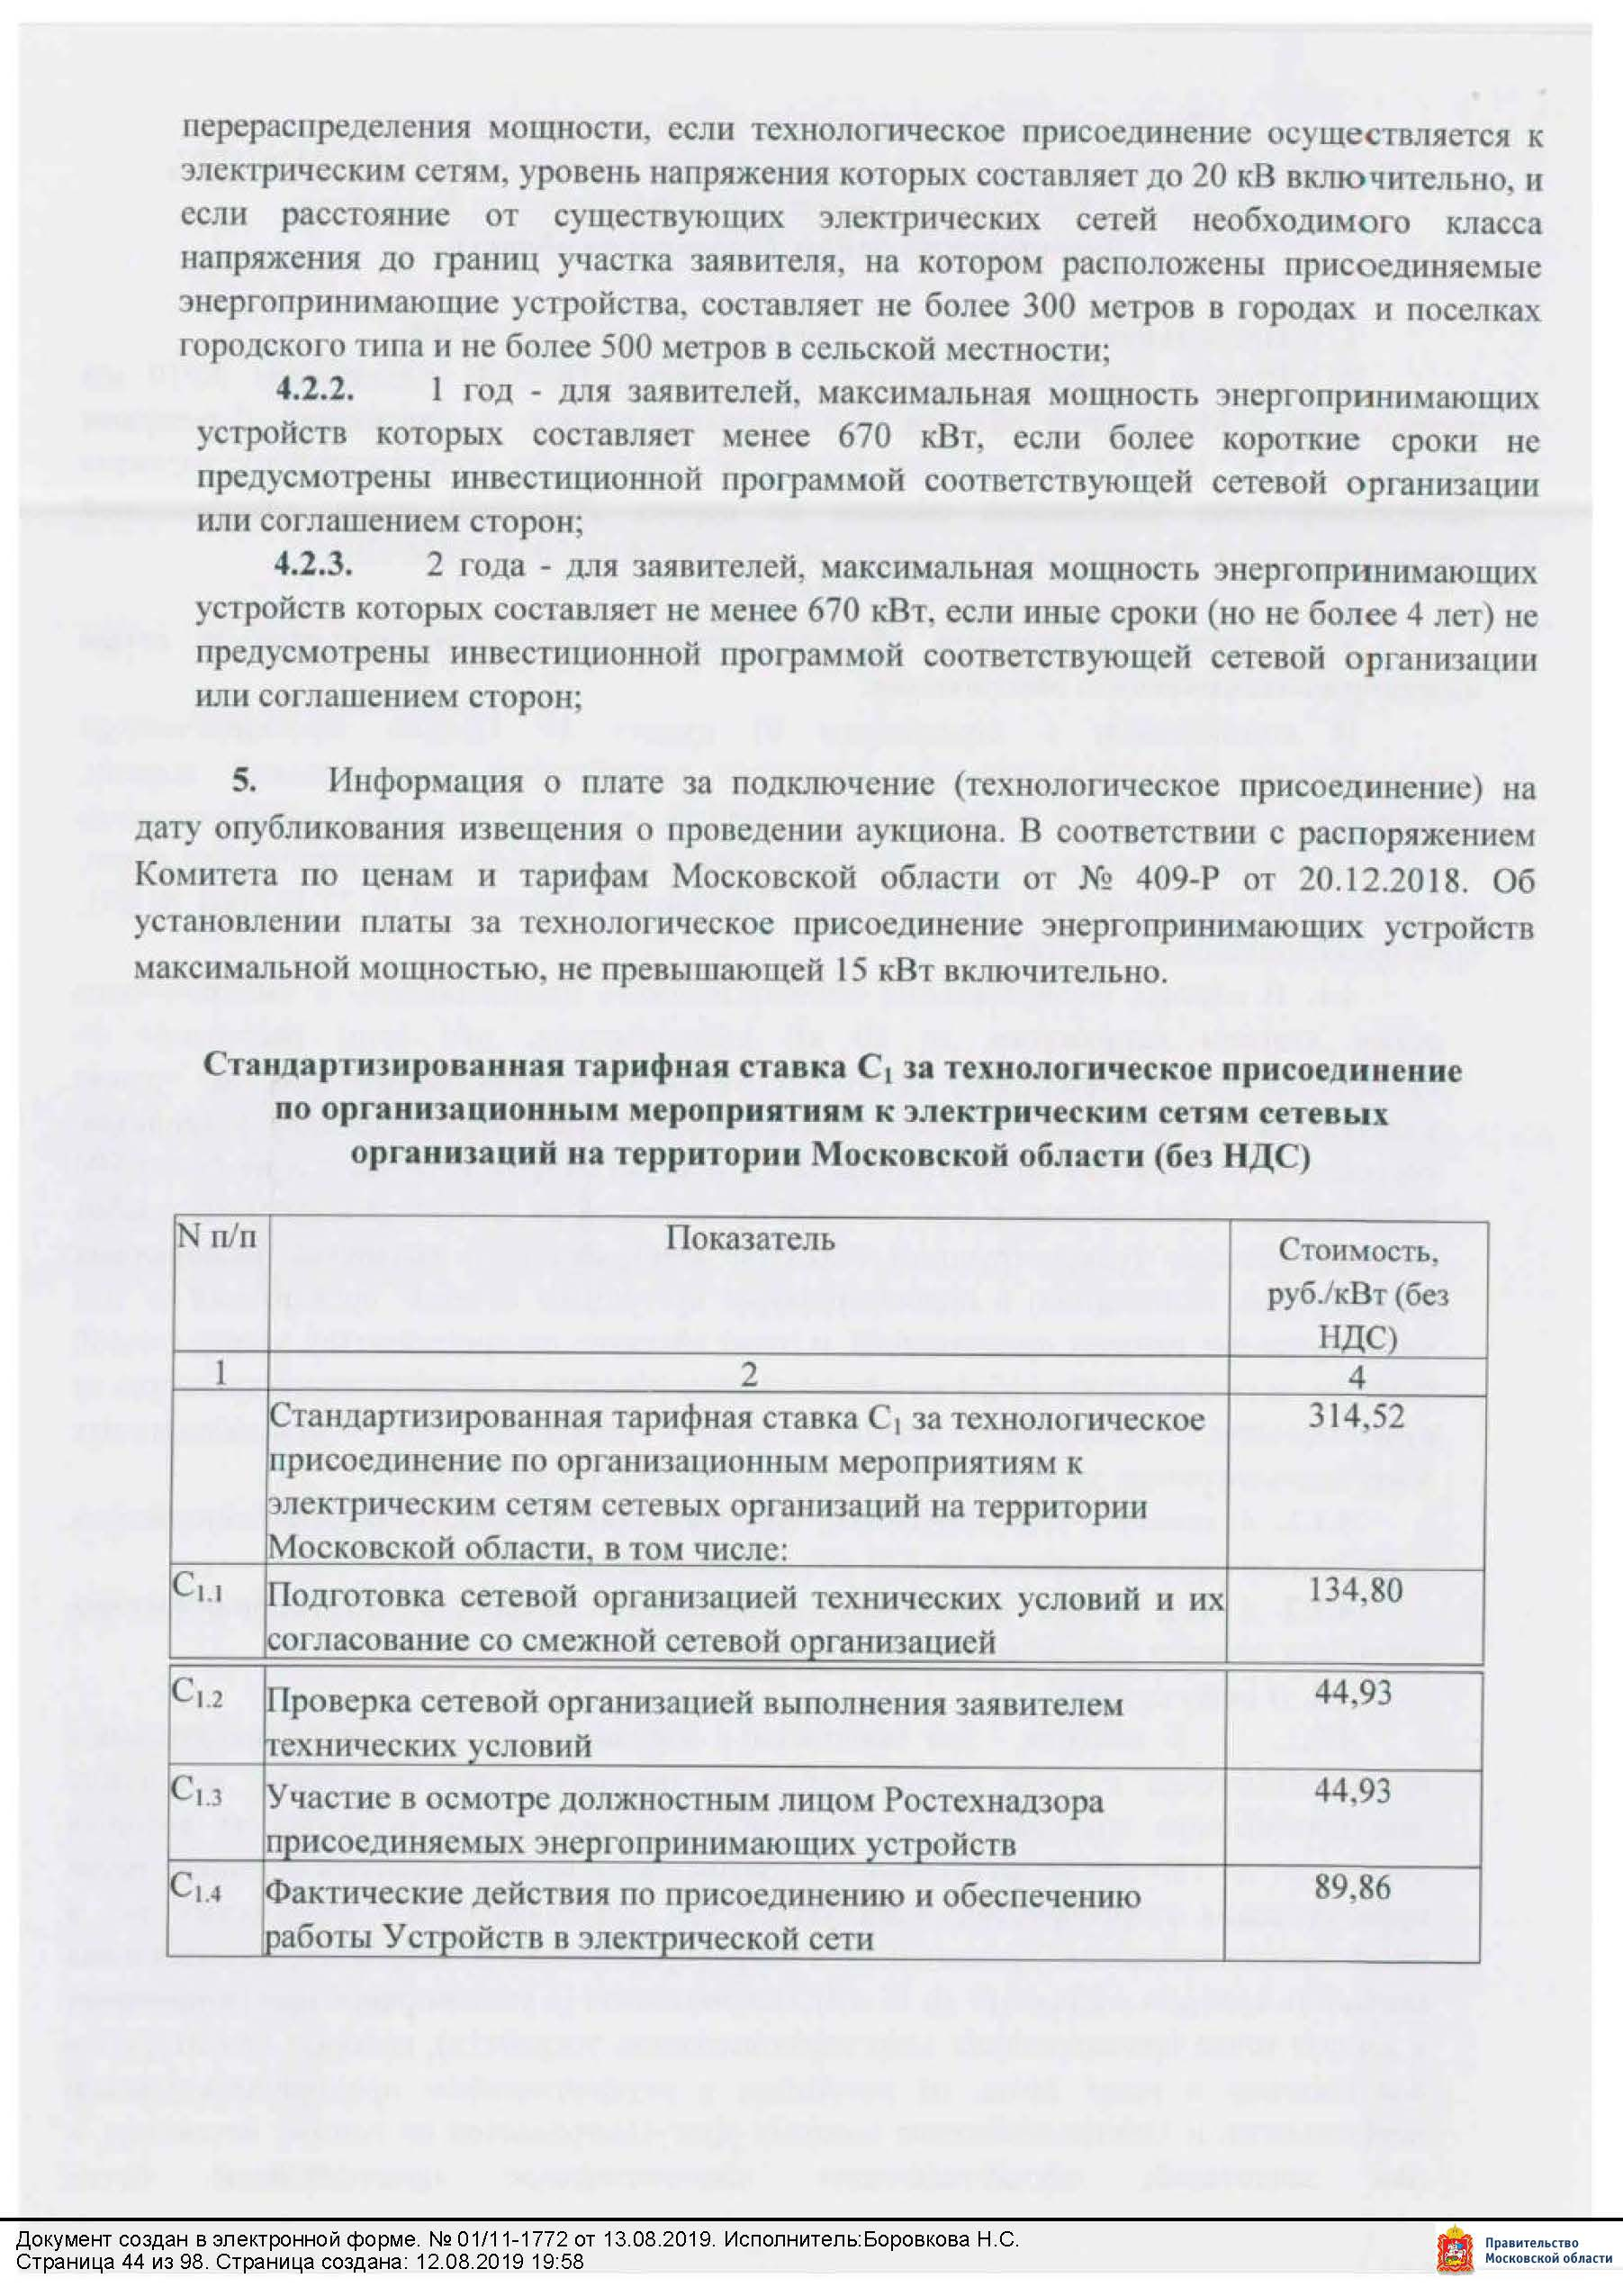 перераспределения мощности, если технологическое присоединение осуществляется к
электрическим сетям, уровень напряжения которых составляет до 20 кВ включительно, и
если расстояние от существующих электрических сетей необходимого класса
напряжения до границ участка заявителя, на котором расположены присоединяемые
энергопринимающие устройства, составляет не более 300 метров в городах и поселках
городского типа и не более 500 метров в сельской местности;
4.2.2. 1 год - для заявителей, максимальная мощность энергопринимающих
устройств которых составляет менее 670 кВт, если более короткие сроки не
предусмотрены инвестиционной программой соответствующей сетевой организации
или соглашением сторон;
4.2.3. 2 года - для заявителей, максимальная мощность энергопринимающих
устройств которых составляет не менее 670 кВт, если иные сроки (но не более 4 лет) не
предусмотрены инвестиционной программой соответствующей сетевой организации
или соглашением сторон;
5. Информация о плате за подключение (технологическое присоединение) на
дату опубликования извещения о проведении аукциона. В соответствии с распоряжением
Комитета по ценам и тарифам Московской области от № 409-Р от 20.12.2018. Об
установлении платы за технологическое присоединение энергопринимающих устройств
максимальной мощностью, не превышающей 15 кВт включительно.
Стандартизированная тарифная ставка С1 за технологическое присоединение
по организационным мероприятиям к электрическим сетям сетевых
организаций на территории Московской области (без НДС)
N п/п Показатель Стоимость,
руб./кВт (без
НДС)
1 2 4
Стандартизированная тарифная ставка С1 за технологическое 314,52
присоединение по организационным мероприятиям к
электрическим сетям сетевых организаций на территории
Московской области, в том числе:
С1.1 Подготовка сетевой организацией технических условий и их 134,80
согласование со смежной сетевой организацией
С1.2 Проверка сетевой организацией выполнения заявителем 44,93
технических условий
С1.3 Участие в осмотре должностным лицом Ростехнадзора 44,93
присоединяемых энергопринимающих устройств
С1.4 Фактические действия по присоединению и обеспечению 89,86
работы Устройств в электрической сети
Документ создан в электронной форме. № 01/11-1772 от 13.08.2019. Исполнитель:Боровкова Н.С.
Страница 44 из 98. Страница создана: 12.08.2019 19:58
Правительство
Московской области